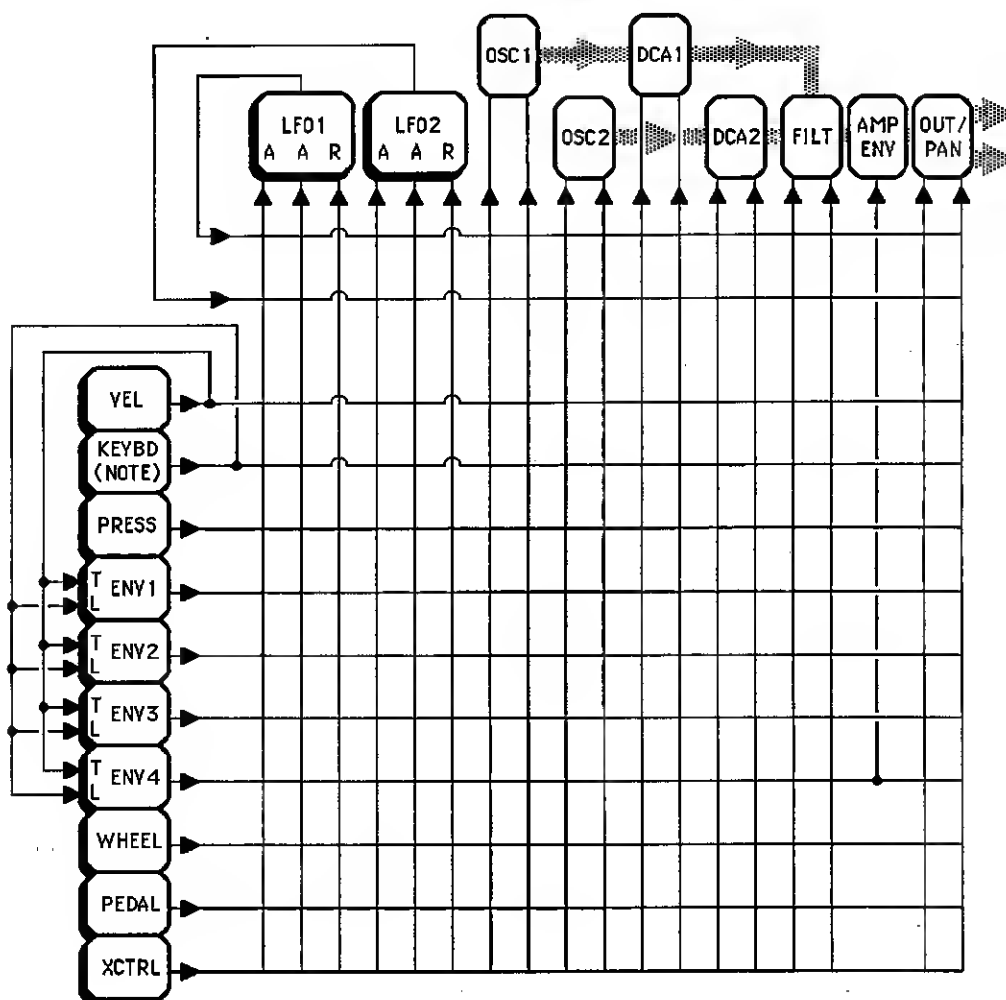 OSC1
DCA1
LFO1
A A R
LFO2
A A R
OSC2
DCA2
FILT
AMP
ENV
OUT/
PAN
VEL
KEYBD
(NOTE)
PRESS
T
L
ENV1
T
L
ENV2
T
L
ENV3
T
L
ENV4
WHEEL
PEDAL
XCTRL